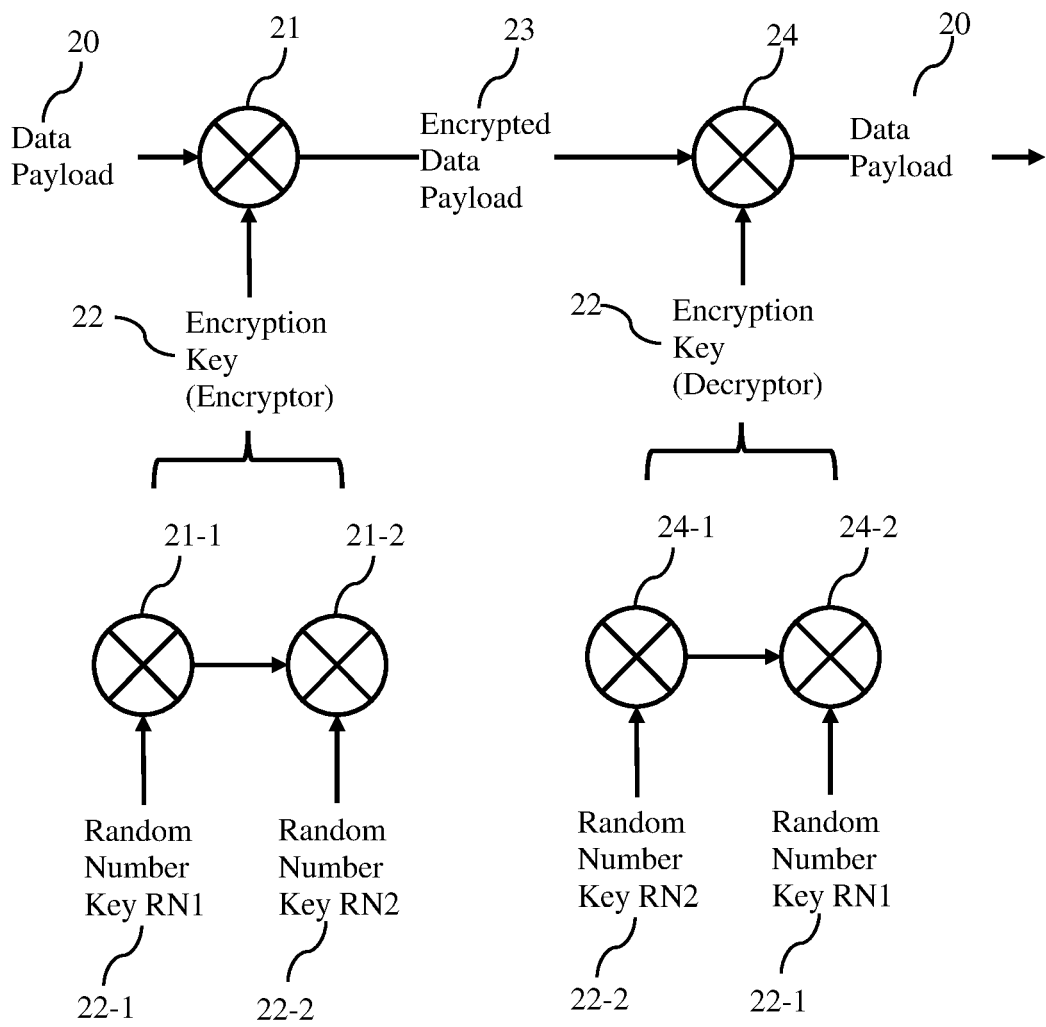 20
21
23
24
20
Data
Payload
Encrypted
Data
Payload
Data
Payload
22
Encryption
Key
(Encryptor)
22
Encryption
Key
(Decryptor)
21-1
21-2
24-1
24-2
Random
Number
Key RN1
Random
Number
Key RN2
Random
Number
Key RN2
Random
Number
Key RN1
22-1
22-2
22-2
22-1